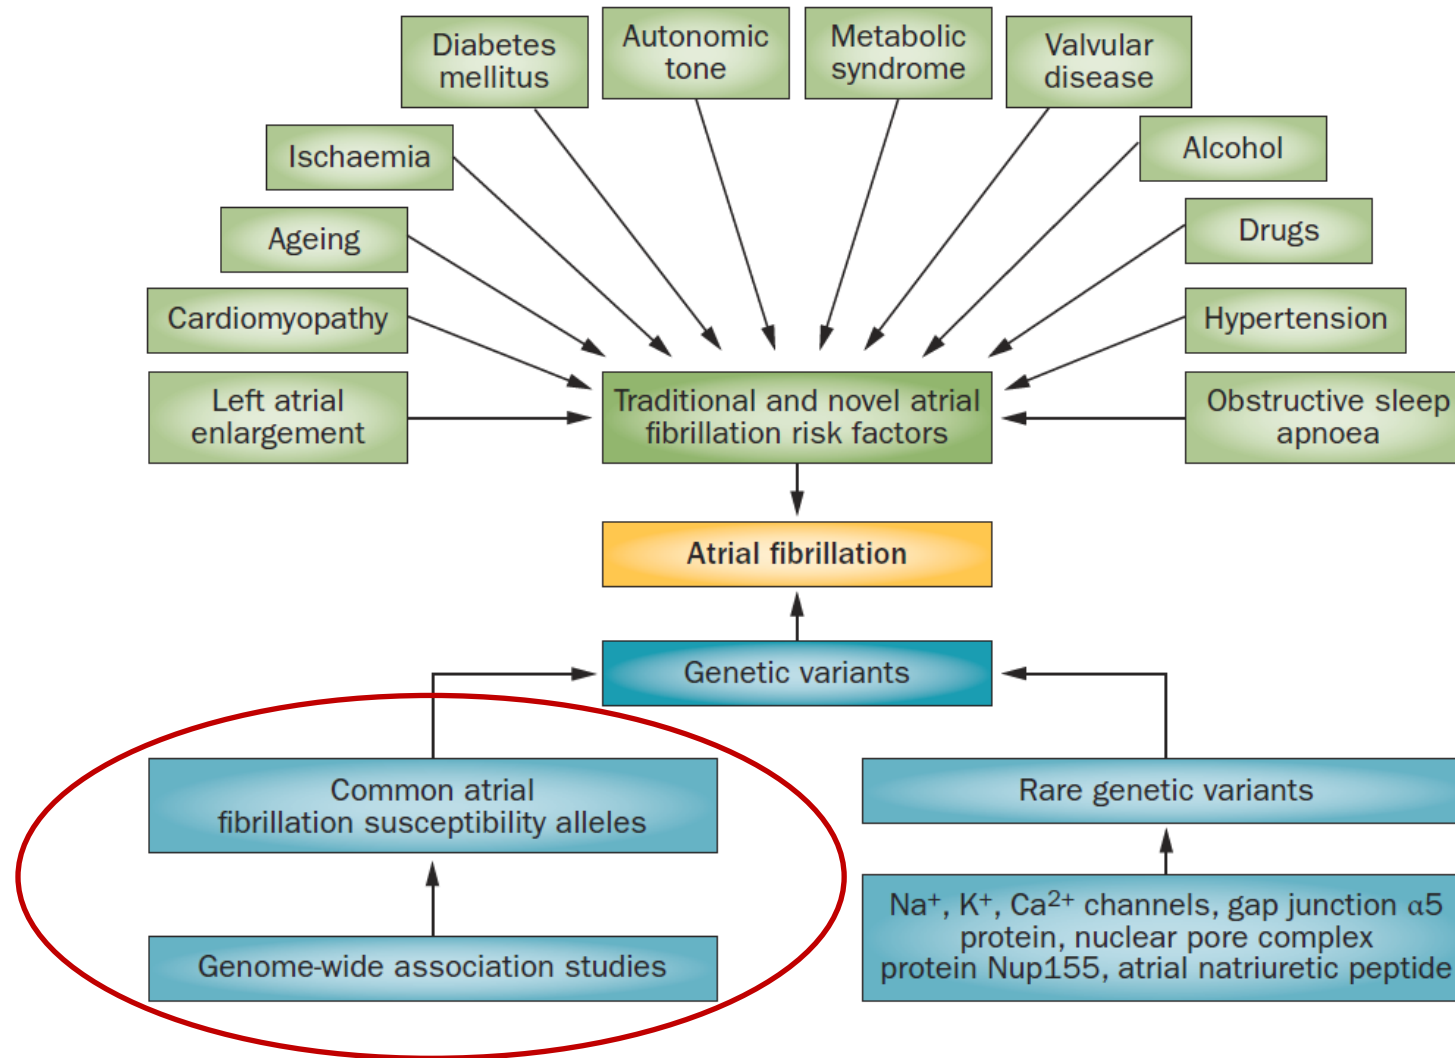 Diabetes
mellitus
Autonomic
tone
Metabolic
syndrome
Valvular
disease
Ischaemia
Alcohol
Ageing
Drugs
Cardiomyopathy
Hypertension
Left atrial
enlargement
Traditional and novel atrial
fibrillation risk factors
Obstructive sleep
apnoea
Atrial fibrillation
Genetic variants
Common atrial
fibrillation susceptibility alleles
Rare genetic variants
Genome-wide association studies
Na⁺, K⁺, Ca²⁺ channels, gap junction α5
protein, nuclear pore complex
protein Nup155, atrial natriuretic peptide